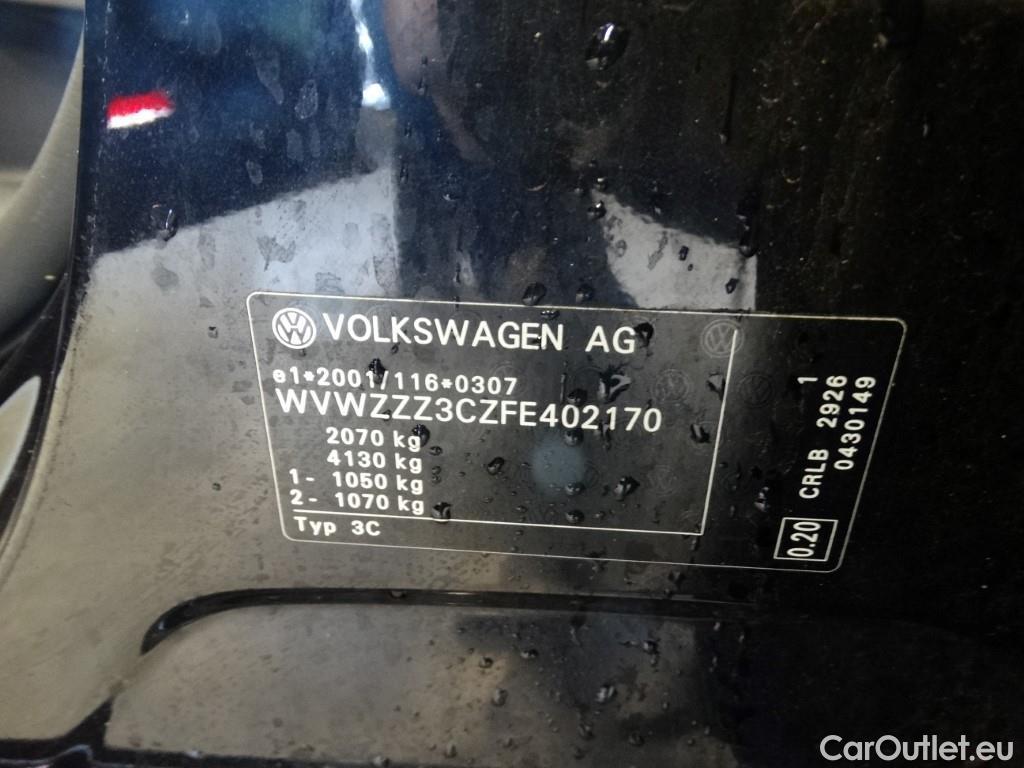 VOLKSWAGEN AG
e1*2001/116*0307
WVWZZZ3CZFE402170
2070 kg
4130 kg
1- 1050 kg
2- 1070 kg
Typ 3C
1
CRLB 2926
0430149
0.20
CarOutlet.eu